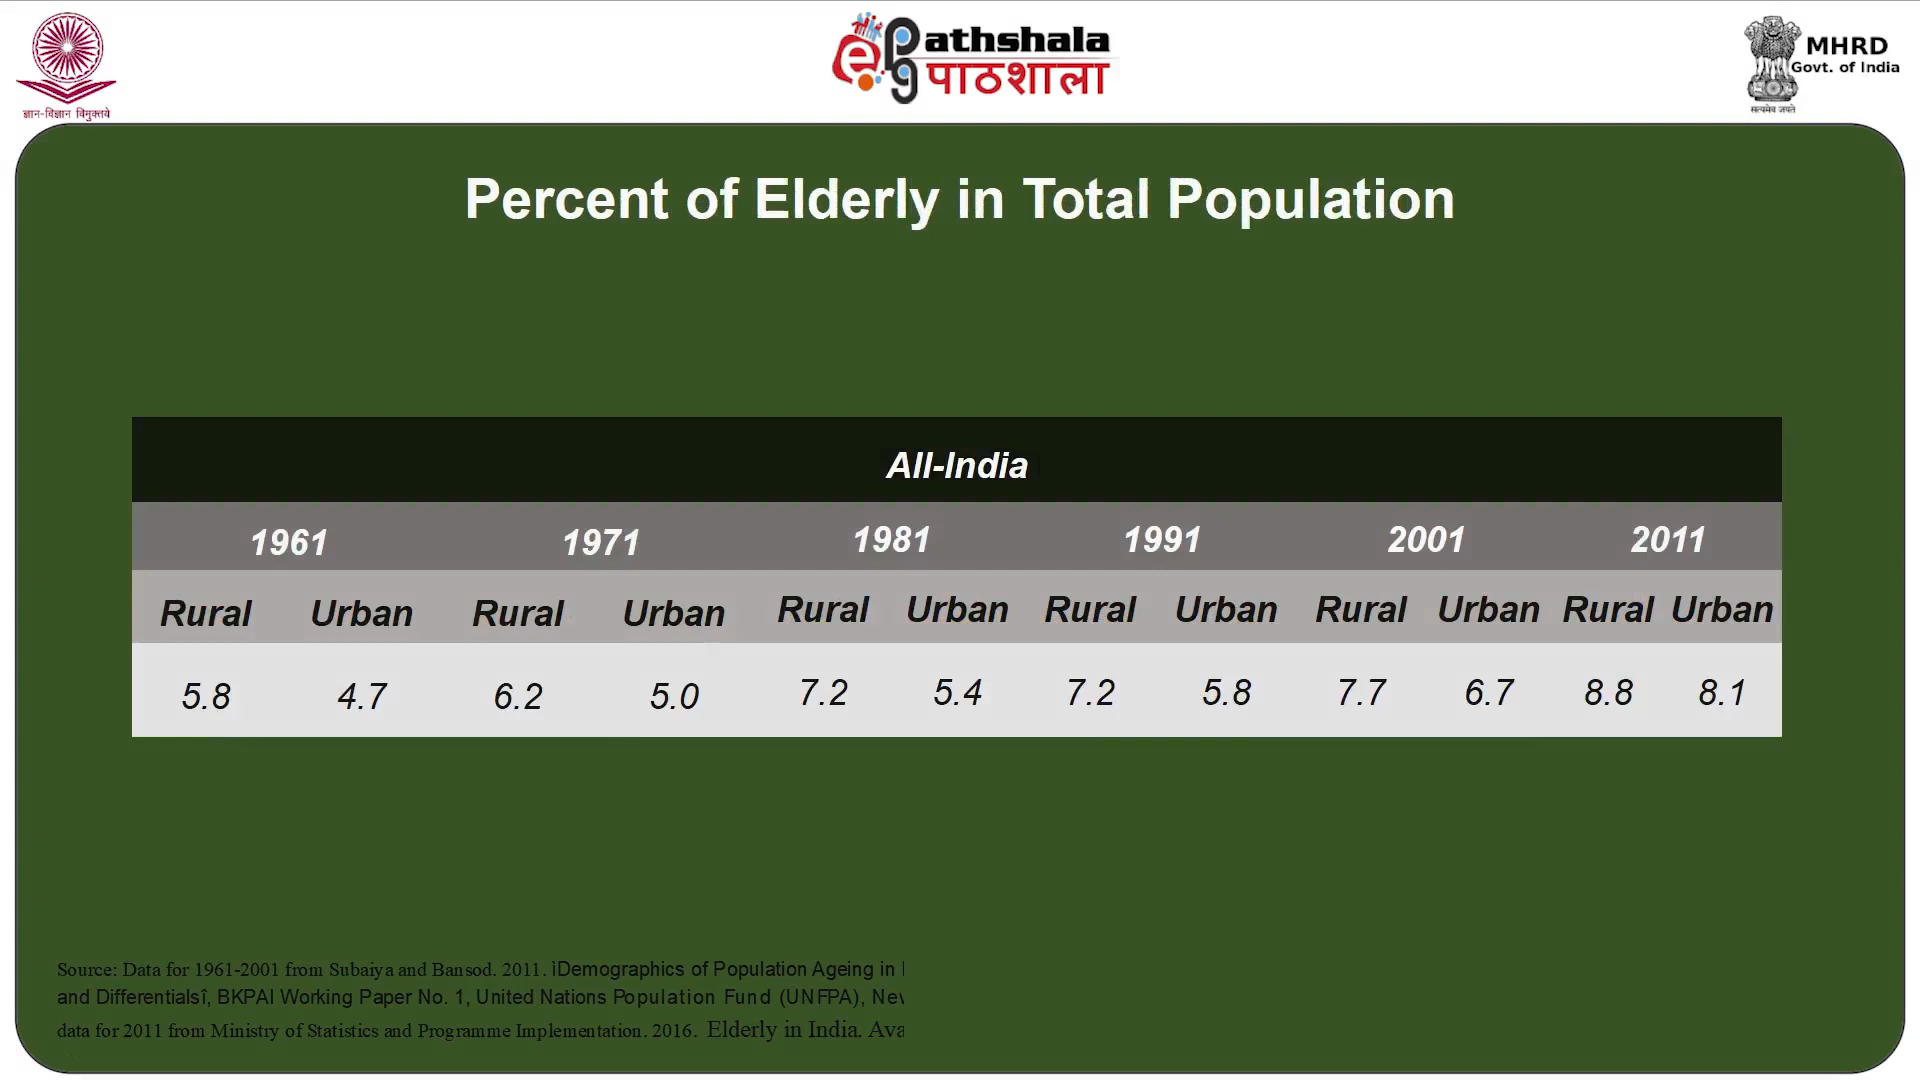 ज्ञान-विज्ञान विमुक्तये
ePG Pathshala
पाठशाला
MHRD
Govt. of India
सत्यमेव जयते
Percent of Elderly in Total Population
All-India
1961 1971 1981 1991 2001 2011
Rural Urban Rural Urban Rural Urban Rural Urban Rural Urban Rural Urban
5.8 4.7 6.2 5.0 7.2 5.4 7.2 5.8 7.7 6.7 8.8 8.1
Source: Data for 1961-2001 from Subaiya and Bansod. 2011. ìDemographics of Population Ageing in
and Differentialsî, BKPAI Working Paper No. 1, United Nations Population Fund (UNFPA),
data for 2011 from Ministry of Statistics and Programme Implementation. 2016. Elderly in India.